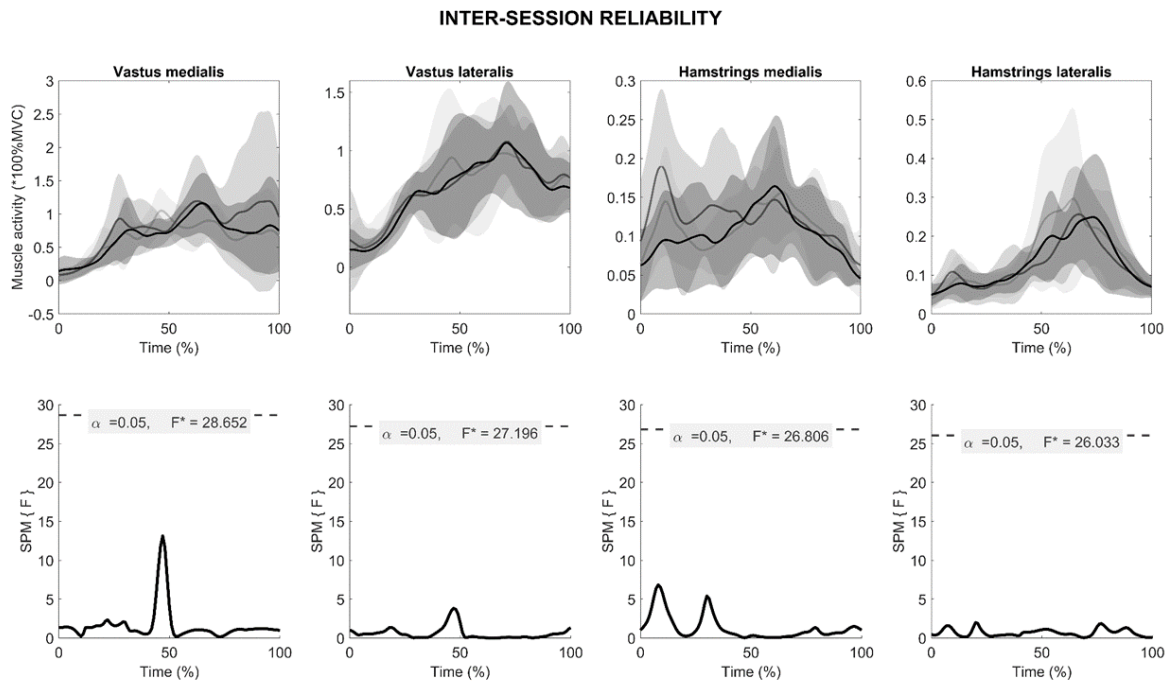 INTER-SESSION RELIABILITY
Vastus medialis
Vastus lateralis
Hamstrings medialis
Hamstrings lateralis
Muscle activity (*100%MVC)
3
2.5
2
1.5
1
0.5
0
-0.5
0 50 100
Time (%)
1.5
1
0.5
0
0 50 100
Time (%)
0.3
0.25
0.2
0.15
0.1
0.05
0
0 50 100
Time (%)
0.6
0.5
0.4
0.3
0.2
0.1
0
0 50 100
Time (%)
SPM { F }
30
25
20
15
10
5
0
α =0.05, F* = 28.652
0 50 100
Time (%)
SPM { F }
30
25
20
15
10
5
0
α =0.05, F* = 27.196
0 50 100
Time (%)
SPM { F }
30
25
20
15
10
5
0
α =0.05, F* = 26.806
0 50 100
Time (%)
SPM { F }
30
25
20
15
10
5
0
α =0.05, F* = 26.033
0 50 100
Time (%)